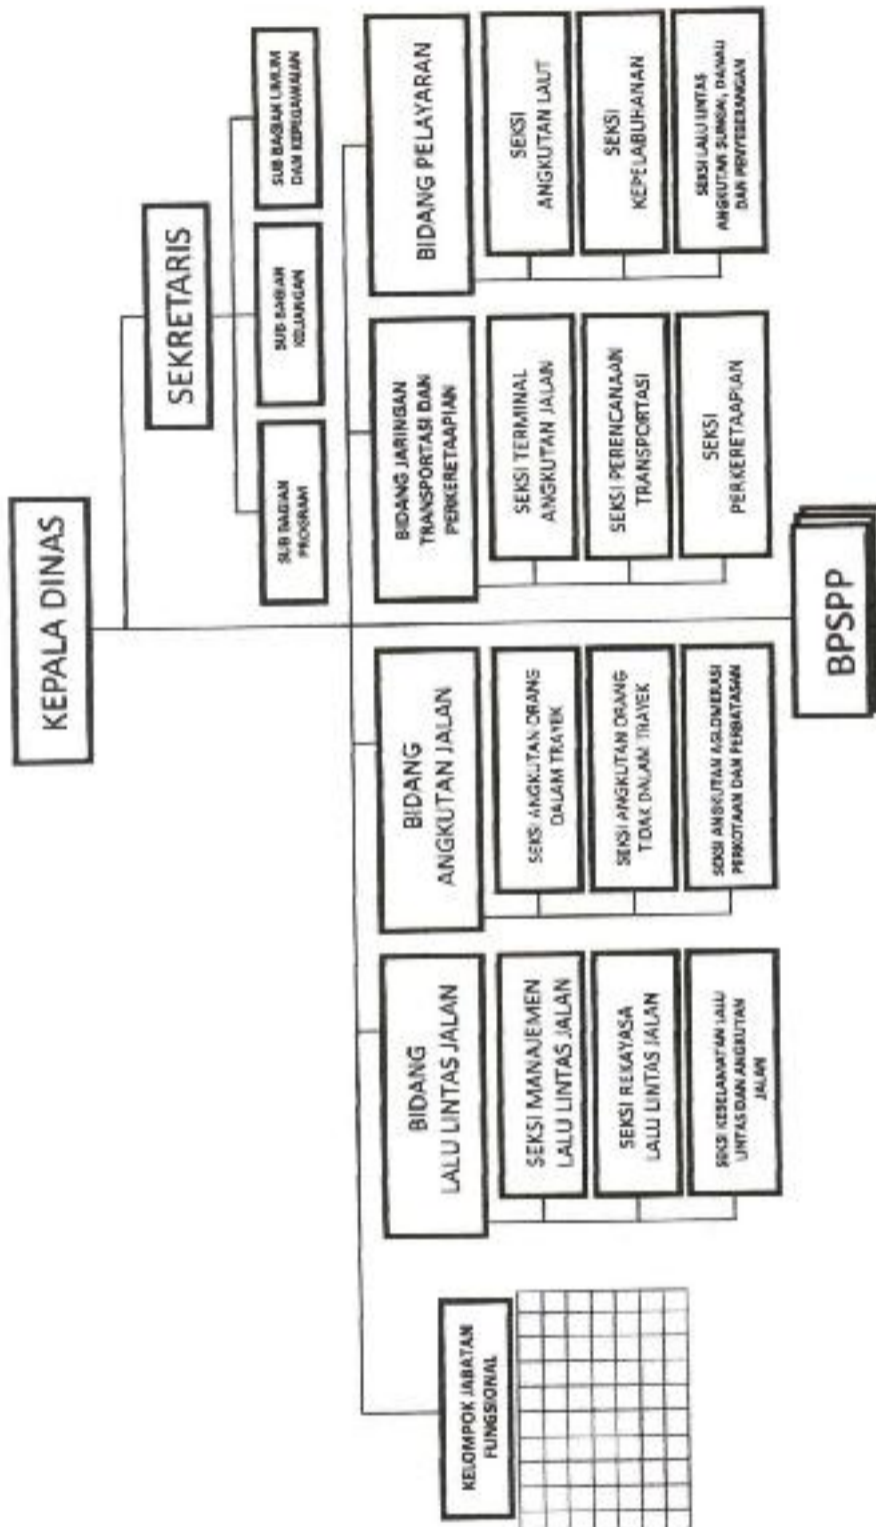 KEPALA DINAS
SEKRETARIS
SUB BAGIAN
PROGRAM
SUB BAGIAN
KEUANGAN
SUB BAGIAN UMUM
DAN KEPEGAWAIAN
KELOMPOK JABATAN
FUNGSIONAL
BIDANG
LALU LINTAS JALAN
SEKSI MANAJEMEN
LALU LINTAS JALAN
SEKSI REKAYASA
LALU LINTAS JALAN
SEKSI KESELAMATAN LALU
LINTAS DAN ANGKUTAN
JALAN
BIDANG
ANGKUTAN JALAN
SEKSI ANGKUTAN ORANG
DALAM TRAYEK
SEKSI ANGKUTAN ORANG
TIDAK DALAM TRAYEK
SEKSI ANGKUTAN AGLOMERASI
PERKOTAAN DAN PERBATASAN
BIDANG JARINGAN
TRANSPORTASI DAN
PERKERETAAPIAN
SEKSI TERMINAL
ANGKUTAN JALAN
SEKSI PERENCANAAN
TRANSPORTASI
SEKSI
PERKERETAAPIAN
BIDANG PELAYARAN
SEKSI
ANGKUTAN LAUT
SEKSI
KEPELABUHANAN
SEKSI LALU LINTAS
ANGKUTAN SUNGAI, DANAU
DAN PENYEBERANGAN
BPSPP